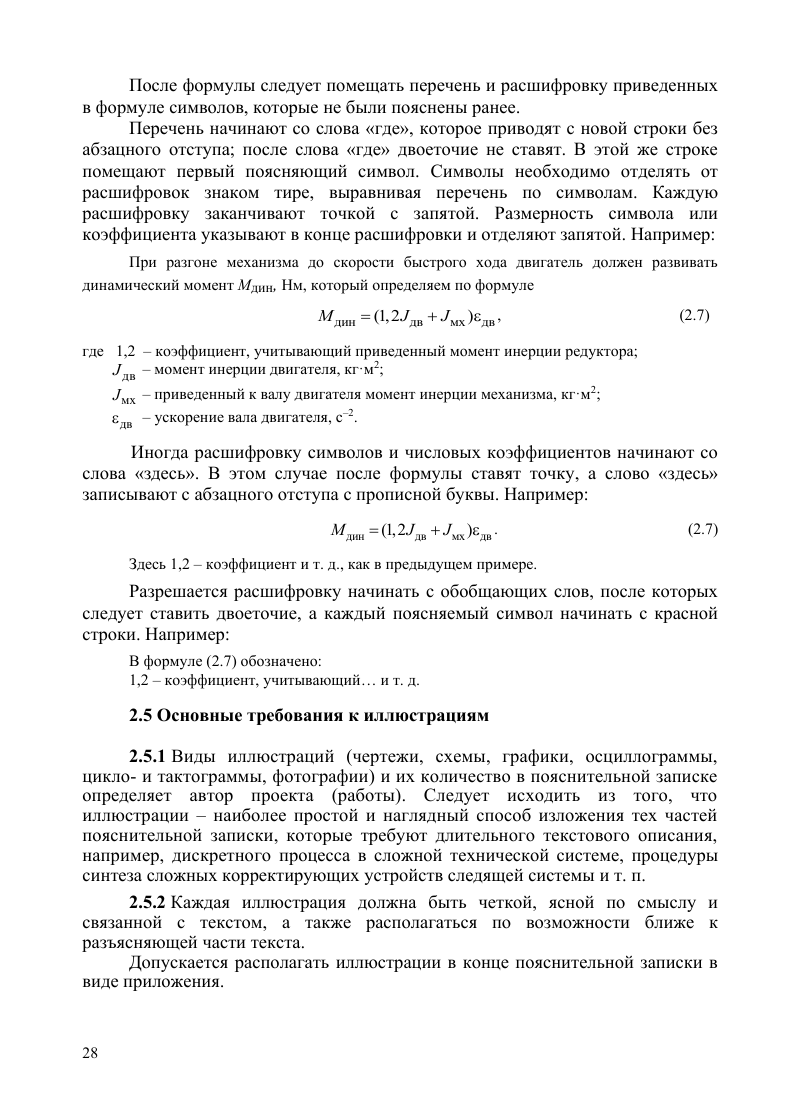 После формулы следует помещать перечень и расшифровку приведенных
в формуле символов, которые не были пояснены ранее.
Перечень начинают со слова «где», которое приводят с новой строки без
абзацного отступа; после слова «где» двоеточие не ставят. В этой же строке
помещают первый поясняющий символ. Символы необходимо отделять от
расшифровок знаком тире, выравнивая перечень по символам. Каждую
расшифровку заканчивают точкой с запятой. Размерность символа или
коэффициента указывают в конце расшифровки и отделяют запятой. Например:
При разгоне механизма до скорости быстрого хода двигатель должен развивать
динамический момент Mдин, Нм, который определяем по формуле
Mдин = (1,2Jдв + Jмх)εдв, (2.7)
где 1,2 – коэффициент, учитывающий приведенный момент инерции редуктора;
Jдв – момент инерции двигателя, кг·м²;
Jмх – приведенный к валу двигателя момент инерции механизма, кг·м²;
εдв – ускорение вала двигателя, с⁻².
Иногда расшифровку символов и числовых коэффициентов начинают со
слова «здесь». В этом случае после формулы ставят точку, а слово «здесь»
записывают с абзацного отступа с прописной буквы. Например:
Mдин = (1,2Jдв + Jмх)εдв. (2.7)
Здесь 1,2 – коэффициент и т. д., как в предыдущем примере.
Разрешается расшифровку начинать с обобщающих слов, после которых
следует ставить двоеточие, а каждый поясняемый символ начинать с красной
строки. Например:
В формуле (2.7) обозначено:
1,2 – коэффициент, учитывающий… и т. д.
2.5 Основные требования к иллюстрациям
2.5.1 Виды иллюстраций (чертежи, схемы, графики, осциллограммы,
цикло- и тактограммы, фотографии) и их количество в пояснительной записке
определяет автор проекта (работы). Следует исходить из того, что
иллюстрации – наиболее простой и наглядный способ изложения тех частей
пояснительной записки, которые требуют длительного текстового описания,
например, дискретного процесса в сложной технической системе, процедуры
синтеза сложных корректирующих устройств следящей системы и т. п.
2.5.2 Каждая иллюстрация должна быть четкой, ясной по смыслу и
связанной с текстом, а также располагаться по возможности ближе к
разъясняющей части текста.
Допускается располагать иллюстрации в конце пояснительной записки в
виде приложения.
28